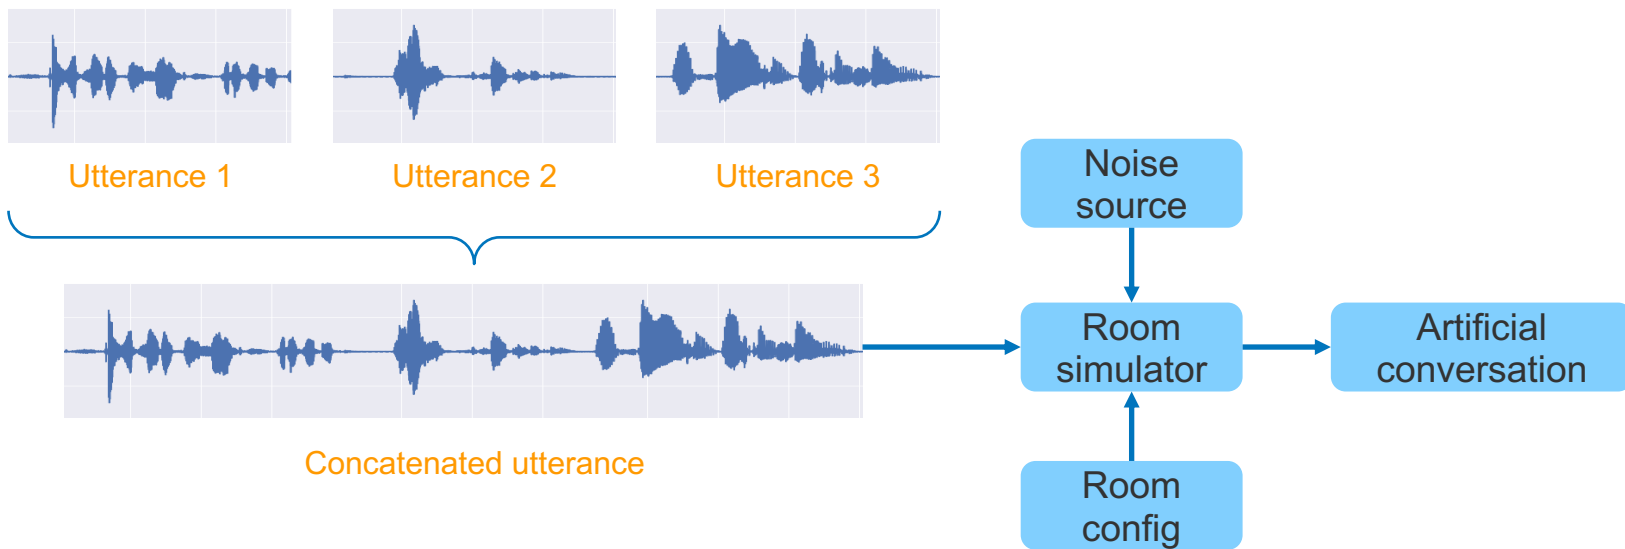 Utterance 1
Utterance 2
Utterance 3
Noise
source
Room
simulator
Artificial
conversation
Concatenated utterance
Room
config